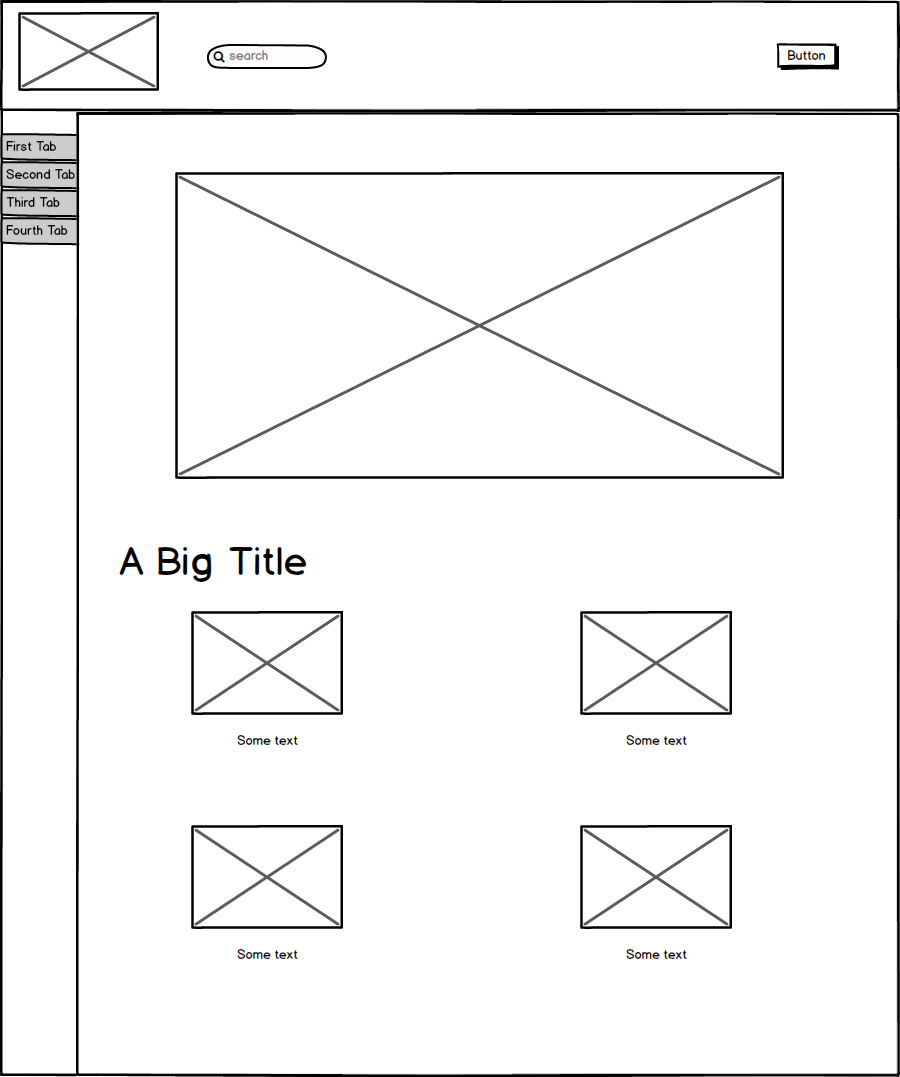 search
Button
First Tab
Second Tab
Third Tab
Fourth Tab
A Big Title
Some text
Some text
Some text
Some text